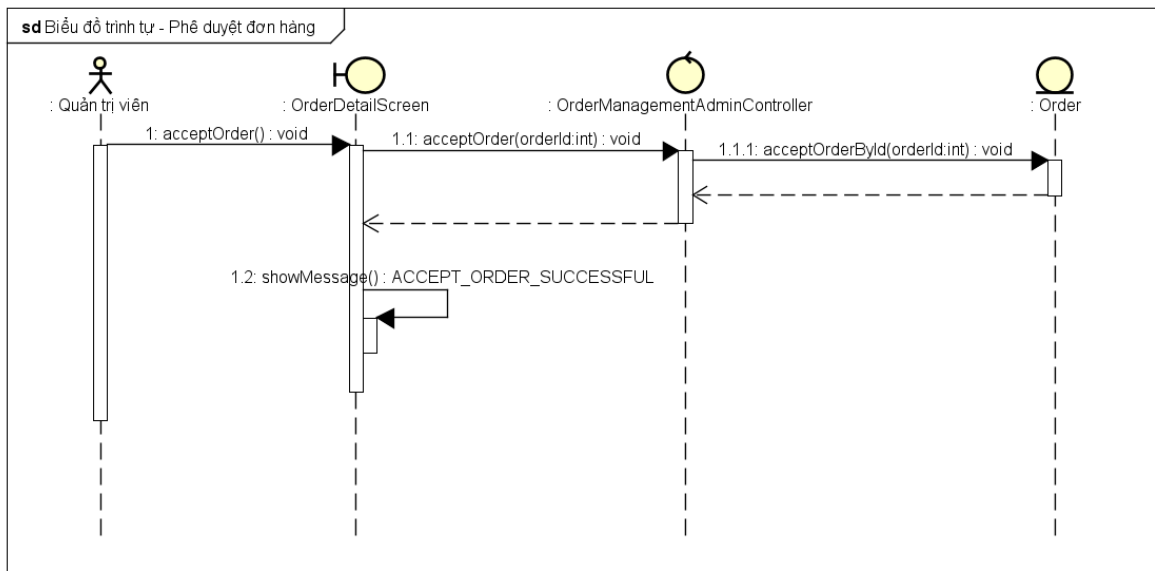 sd Biểu đồ trình tự - Phê duyệt đơn hàng
: Quản trị viên
: OrderDetailScreen
: OrderManagementAdminController
: Order
1: acceptOrder() : void
1.1: acceptOrder(orderId:int) : void
1.1.1: acceptOrderById(orderId:int) : void
1.2: showMessage() : ACCEPT_ORDER_SUCCESSFUL